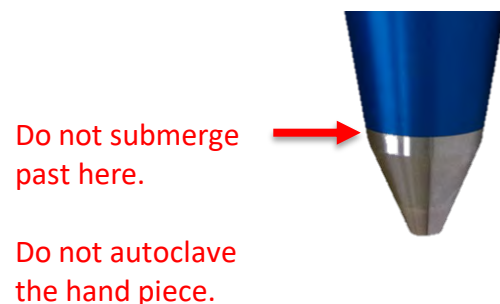 Do not submerge
past here.
Do not autoclave
the hand piece.